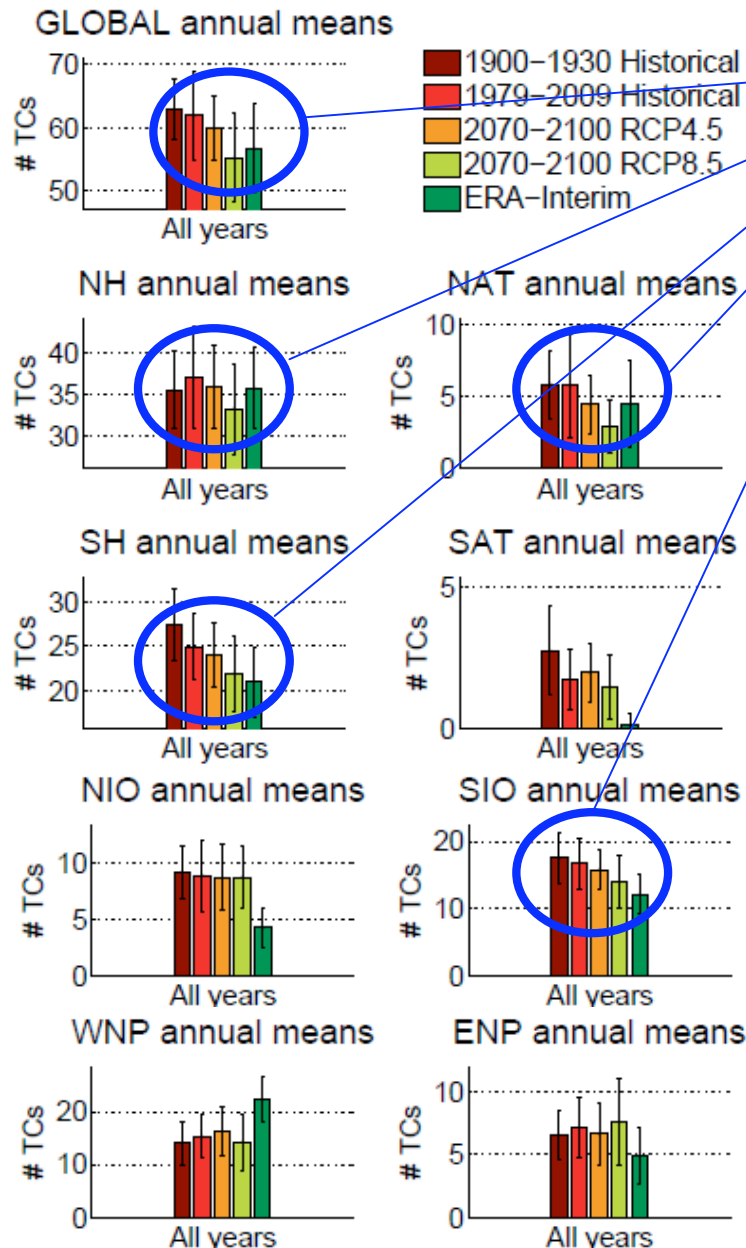 GLOBAL annual means
70
60
50
# TCs
All years
1900−1930 Historical
1979−2009 Historical
2070−2100 RCP4.5
2070−2100 RCP8.5
ERA−Interim
NH annual means
40
35
30
# TCs
All years
NAT annual means
10
5
0
# TCs
All years
SH annual means
30
25
20
# TCs
All years
SAT annual means
5
0
# TCs
All years
NIO annual means
10
5
0
# TCs
All years
SIO annual means
20
10
0
# TCs
All years
WNP annual means
20
10
0
# TCs
All years
ENP annual means
10
5
0
# TCs
All years